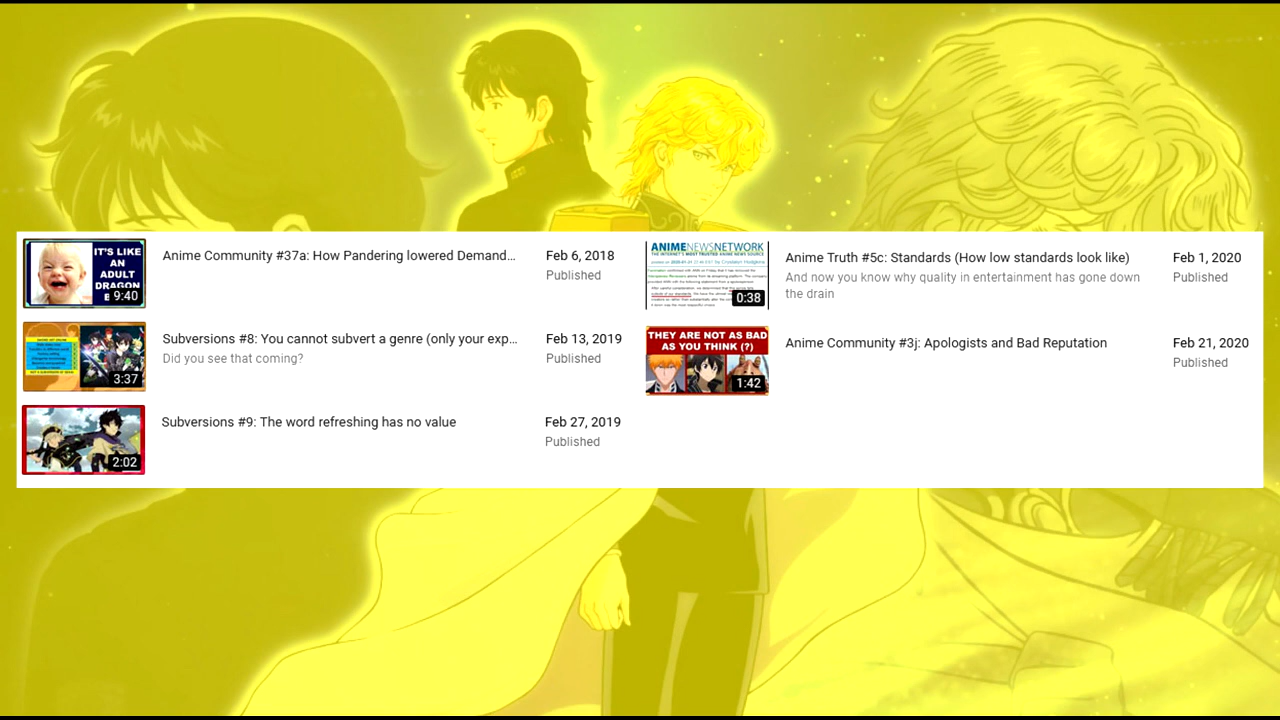 IT'S LIKE
AN
ADULT
DRAGON
9:40
Anime Community #37a: How Pandering lowered Demand...
Feb 6, 2018
Published
3:37
Subversions #8: You cannot subvert a genre (only your exp...
Did you see that coming?
Feb 13, 2019
Published
2:02
Subversions #9: The word refreshing has no value
Feb 27, 2019
Published
ANIMENEWSNETWORK
THE INTERNET'S MOST TRUSTED ANIME NEWS SOURCE
0:38
Anime Truth #5c: Standards (How low standards look like)
And now you know why quality in entertainment has gone down
the drain
Feb 1, 2020
Published
THEY ARE NOT AS BAD
AS YOU THINK (?)
1:42
Anime Community #3j: Apologists and Bad Reputation
Feb 21, 2020
Published